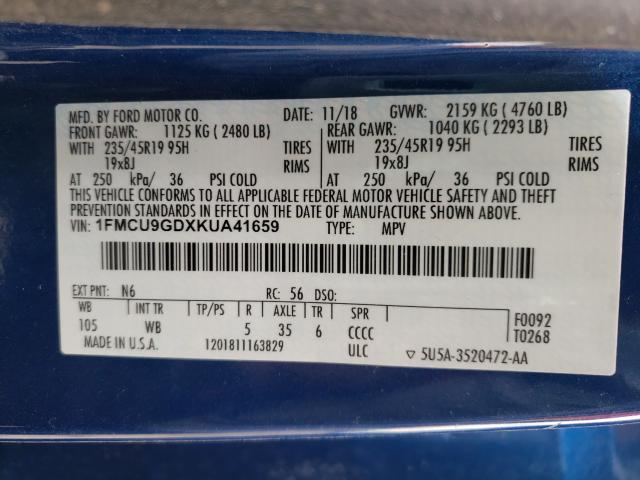 MFD. BY FORD MOTOR CO. DATE: 11/18 GVWR: 2159 KG ( 4760 LB)
FRONT GAWR: 1125 KG ( 2480 LB) REAR GAWR: 1040 KG ( 2293 LB)
WITH 235/45R19 95H TIRES WITH 235/45R19 95H TIRES
19x8J RIMS 19x8J RIMS
AT 250 kPa/ 36 PSI COLD AT 250 kPa/ 36 PSI COLD
THIS VEHICLE CONFORMS TO ALL APPLICABLE FEDERAL MOTOR VEHICLE SAFETY AND THEFT
PREVENTION STANDARDS IN EFFECT ON THE DATE OF MANUFACTURE SHOWN ABOVE.
VIN: 1FMCU9GDXKUA41659 TYPE: MPV
EXT PNT: N6 RC: 56 DSO:
WB INT TR TP/PS R AXLE TR SPR F0092
105 WB 5 35 6 CCCC T0268
MADE IN U.S.A. 1201811163829 ULC ▽ 5U5A-3520472-AA